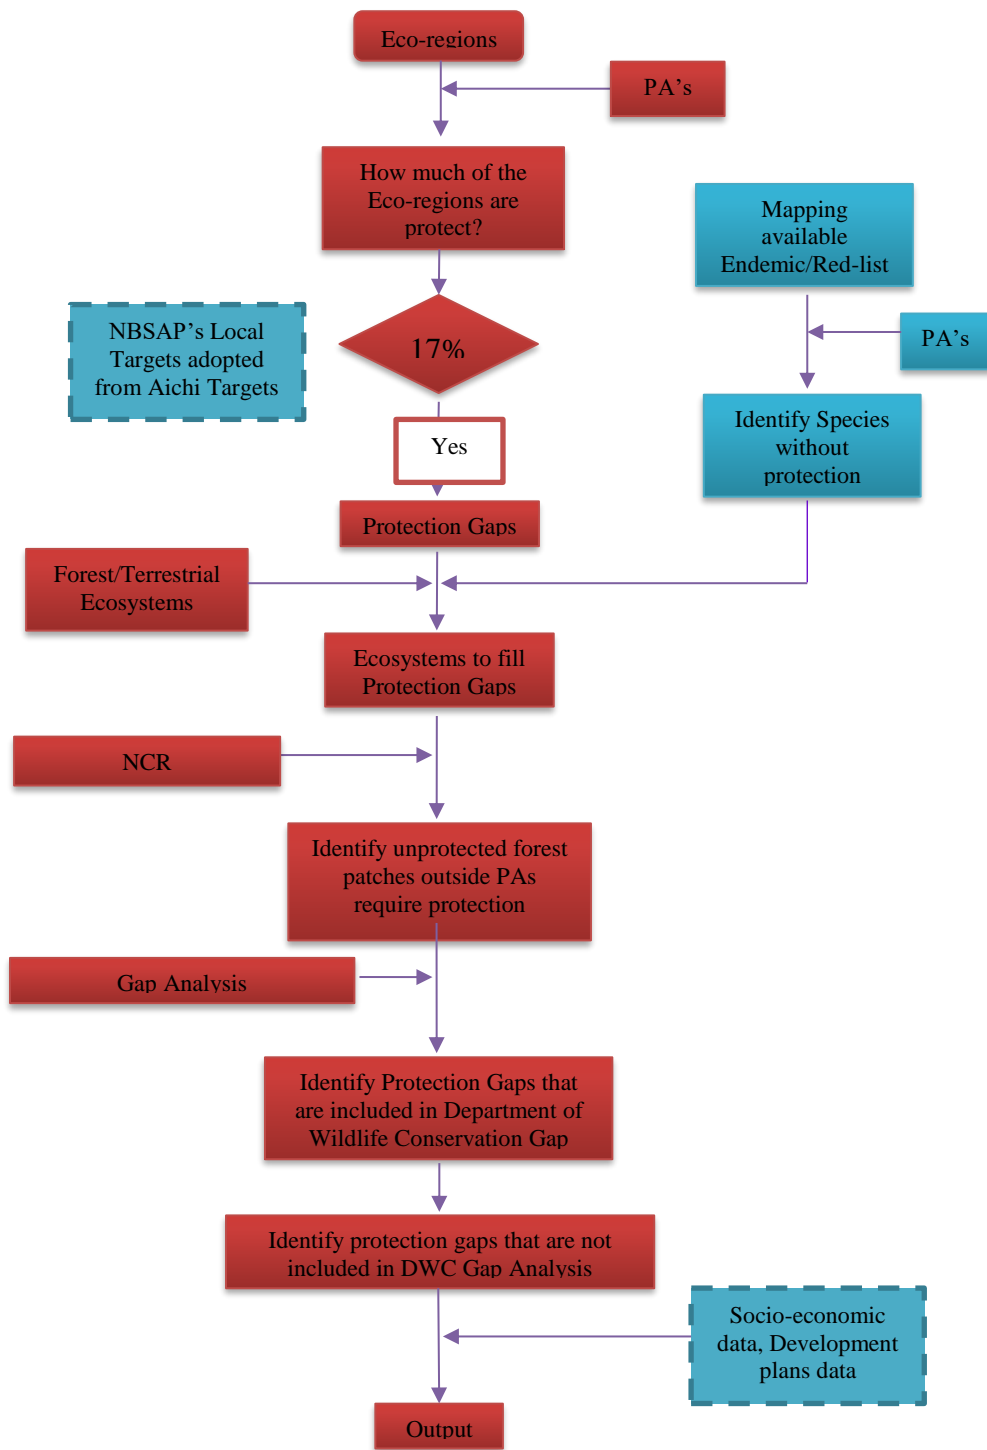 Eco-regions
PA's
How much of the
Eco-regions are
protect?
Mapping
available
Endemic/Red-list
NBSAP's Local
Targets adopted
from Aichi Targets
17%
PA's
Yes
Identify Species
without
protection
Protection Gaps
Forest/Terrestrial
Ecosystems
Ecosystems to fill
Protection Gaps
NCR
Identify unprotected forest
patches outside PAs
require protection
Gap Analysis
Identify Protection Gaps that
are included in Department of
Wildlife Conservation Gap
Identify protection gaps that are not
included in DWC Gap Analysis
Socio-economic
data, Development
plans data
Output